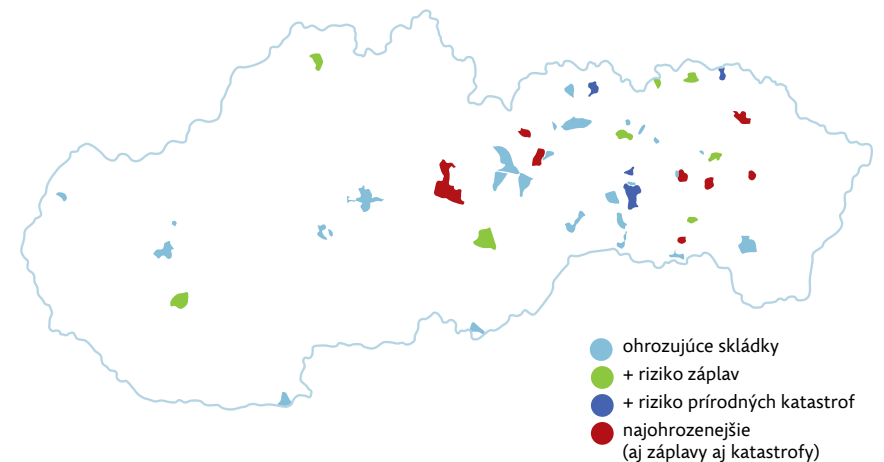 ohrozujúce skládky
+ riziko záplav
+ riziko prírodných katastrof
najohrozenejšie
(aj záplavy aj katastrofy)